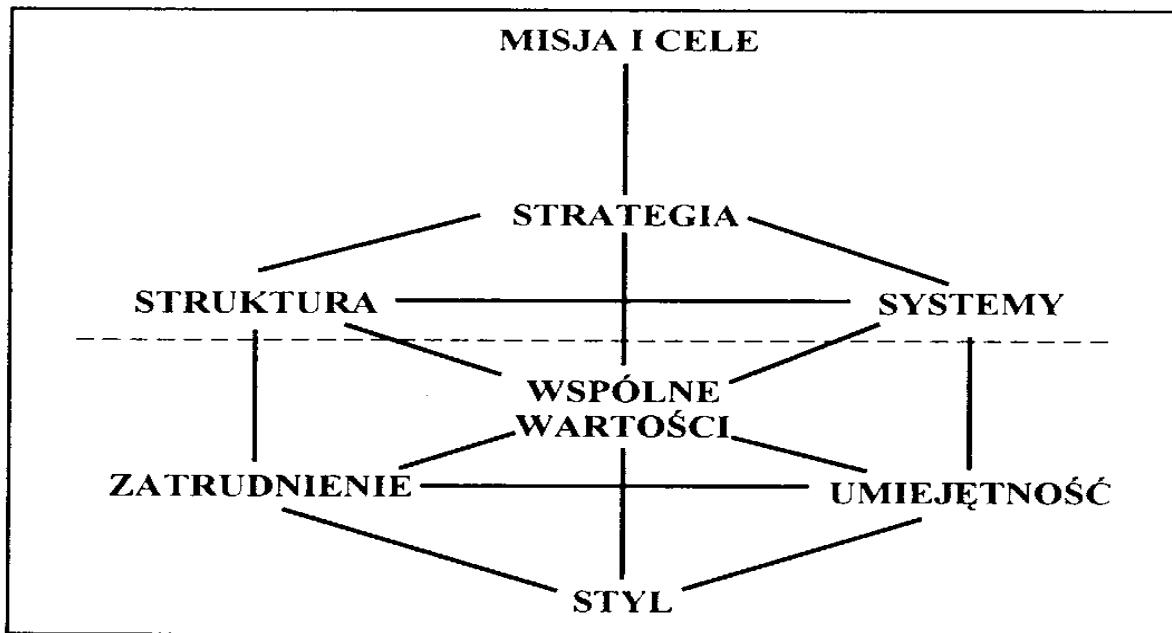 MISJA I CELE
STRATEGIA
STRUKTURA
SYSTEMY
WSPÓLNE
WARTOŚCI
ZATRUDNIENIE
UMIEJĘTNOŚĆ
STYL